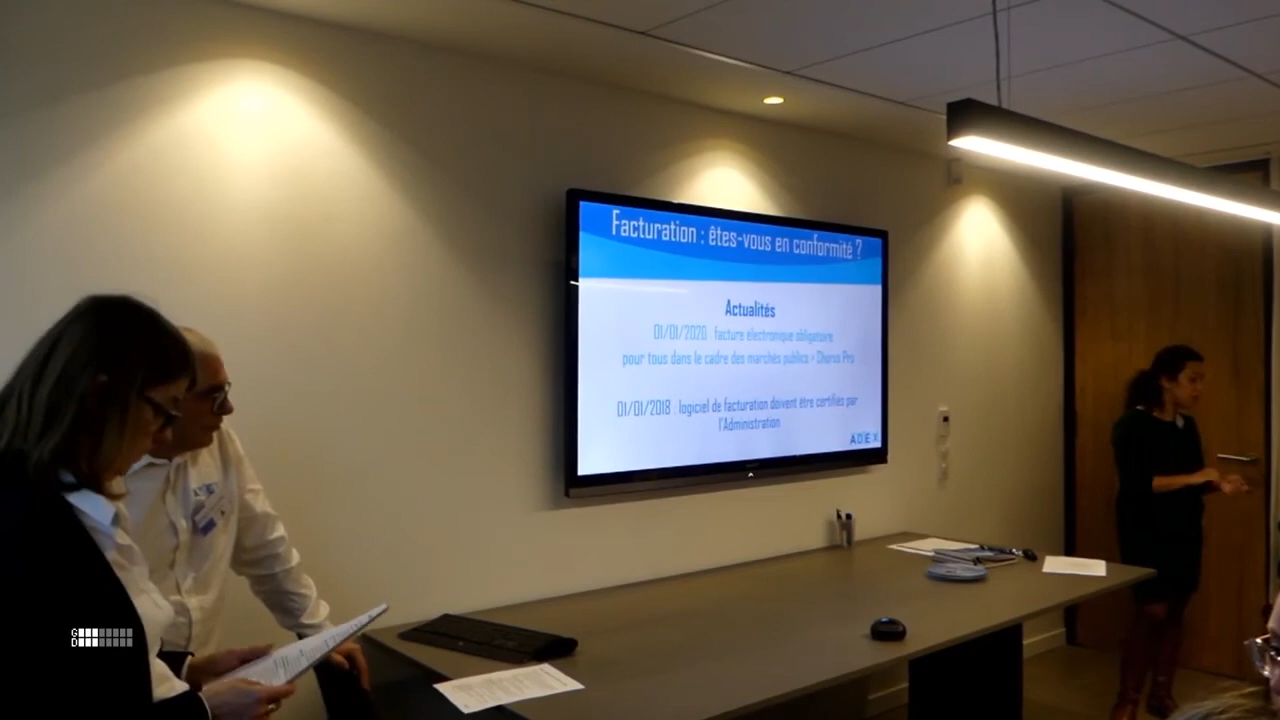 Facturation : êtes-vous en conformité ?
Actualités
01/01/2020 : facture électronique obligatoire
pour tous dans le cadre des marchés publics > Chorus Pro
01/01/2018 : logiciel de facturation doivent être certifiés par
l'Administration
ADEX
G
D